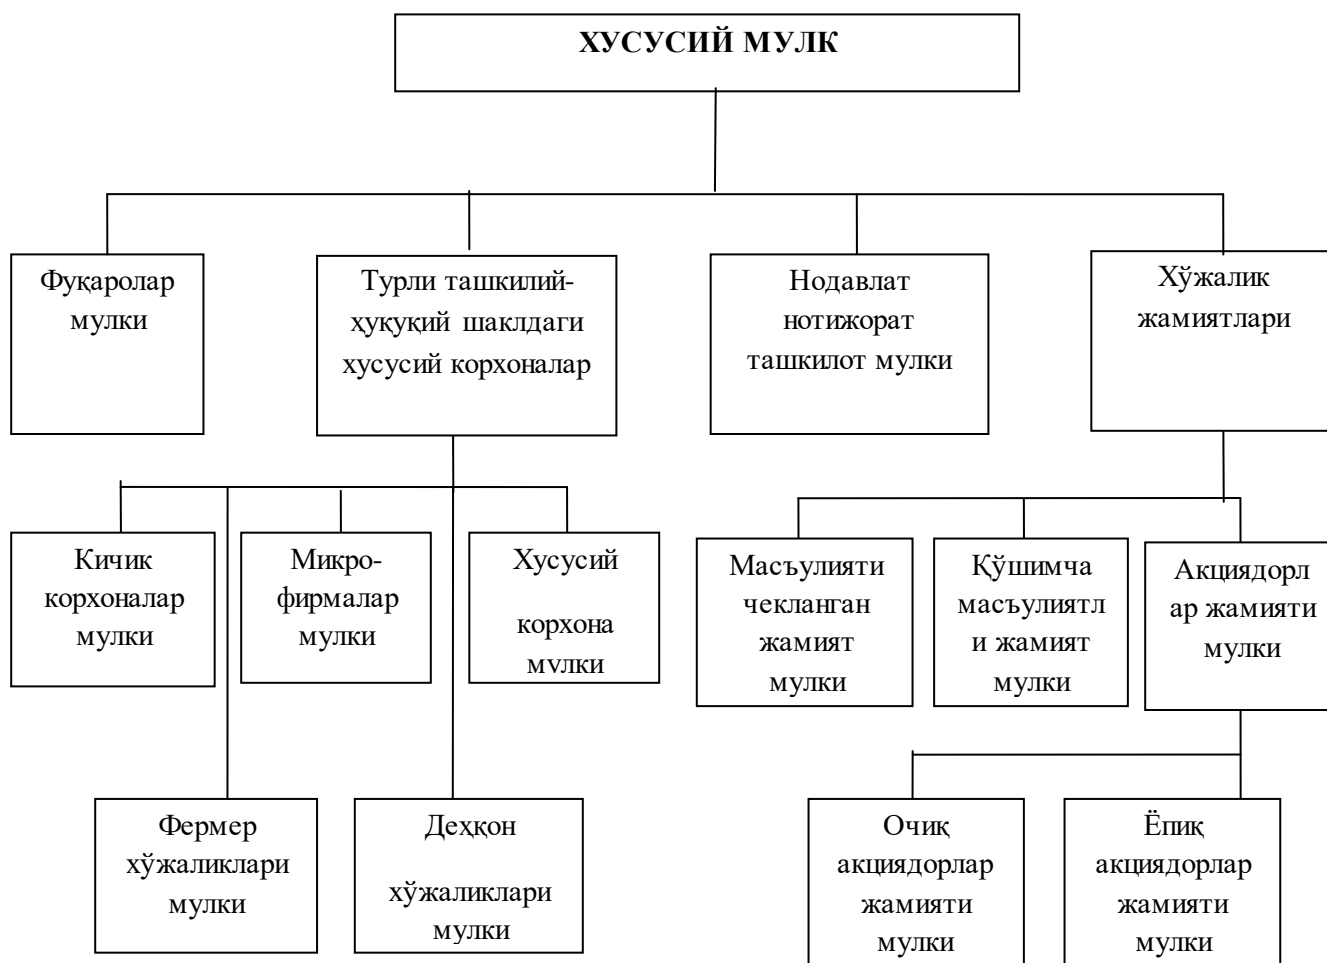 ХУСУСИЙ МУЛК
Фуқаролар
мулки
Турли ташкилий-
ҳуқуқий шаклдаги
хусусий корхоналар
Нодавлат
нотижорат
ташкилот мулки
Хўжалик
жамиятлари
Кичик
корхоналар
мулки
Микро-
фирмалар
мулки
Хусусий
корхона
мулки
Масъулияти
чекланган
жамият
мулки
Қўшимча
масъулиятл
и жамият
мулки
Акциядорл
ар жамияти
мулки
Фермер
хўжаликлари
мулки
Деҳқон
хўжаликлари
мулки
Очиқ
акциядорлар
жамияти
мулки
Ёпиқ
акциядорлар
жамияти
мулки